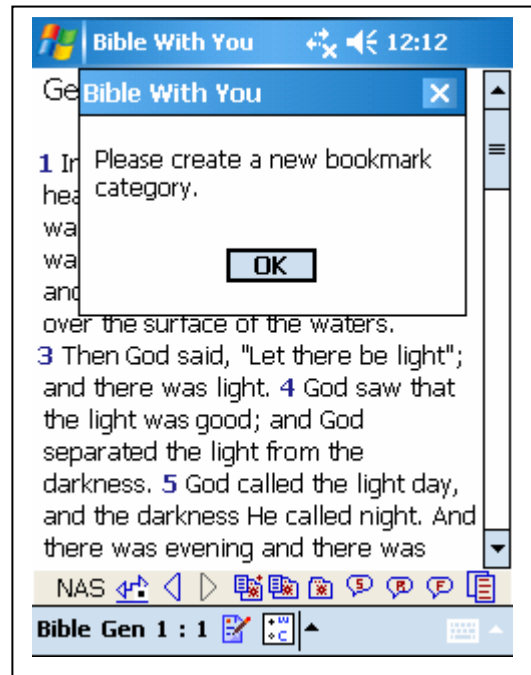 Bible With You 12:12
Ge
Bible With You
Please create a new bookmark
category.
OK
1 In
hea
wa
wa
and
over the surface of the waters.
3 Then God said, "Let there be light";
and there was light. 4 God saw that
the light was good; and God
separated the light from the
darkness. 5 God called the light day,
and the darkness He called night. And
there was evening and there was
NAS S R F
Bible Gen 1 : 1